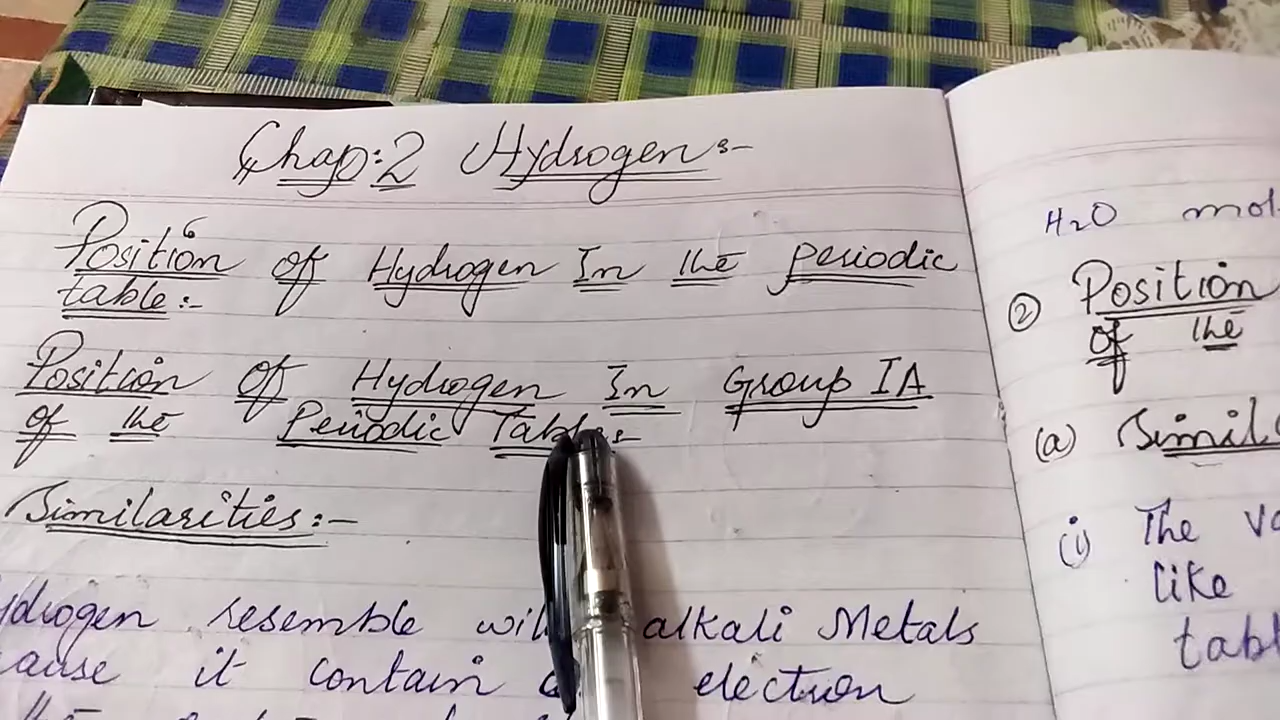 Chap:2 Hydrogen:-
Position of Hydrogen In the periodic
table:-
Position of Hydrogen In Group IA
of the Periodic Table:-
Similarities:-
ydrogen resemble with alkali Metals
cause it contain electron
H2O mol
② Position
of the
(a) Simil
(i) The va
like
tabl